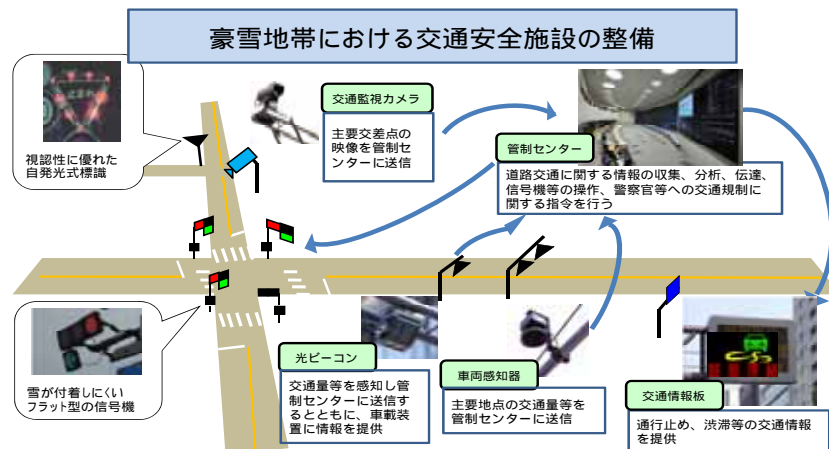 豪雪地帯における交通安全施設の整備
とまれ
視認性に優れた
自発光式標識
交通監視カメラ
主要交差点の
映像を管制セ
ンターに送信
管制センター
道路交通に関する情報の収集、分析、伝達、
信号機等の操作、警察官等への交通規制に
関する指令を行う
雪が付着しにくい
フラット型の信号機
光ビーコン
交通量等を感知し管
制センターに送信す
るとともに、車載装
置に情報を提供
車両感知器
主要地点の交通量等を
管制センターに送信
交通情報板
通行止め、渋滞等の交通情報
を提供